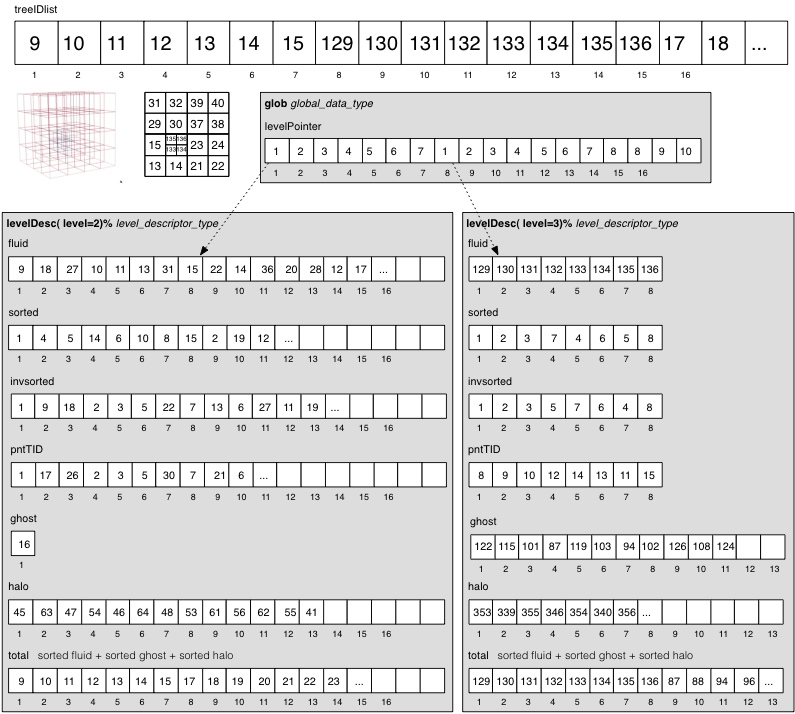 treeIDlist
9 10 11 12 13 14 15 129 130 131 132 133 134 135 136 17 18 ...
1 2 3 4 5 6 7 8 9 10 11 12 13 14 15 16
31 32 39 40
29 30 37 38
15 135 136 23 24
133 134
13 14 21 22
glob global_data_type
levelPointer
1 2 3 4 5 6 7 1 2 3 4 5 6 7 8 8 9 10
1 2 3 4 5 6 7 8 9 10 11 12 13 14 15 16
levelDesc( level=2)% level_descriptor_type
fluid
9 18 27 10 11 13 31 15 22 14 36 20 28 12 17 ...
1 2 3 4 5 6 7 8 9 10 11 12 13 14 15 16
sorted
1 4 5 14 6 10 8 15 2 19 12 ...
1 2 3 4 5 6 7 8 9 10 11 12 13 14 15 16
invsorted
1 9 18 2 3 5 22 7 13 6 27 11 19 ...
1 2 3 4 5 6 7 8 9 10 11 12 13 14 15 16
pntTID
1 17 26 2 3 5 30 7 21 6 ...
1 2 3 4 5 6 7 8 9 10 11 12 13 14 15 16
ghost
16
1
halo
45 63 47 54 46 64 48 53 61 56 62 55 41
1 2 3 4 5 6 7 8 9 10 11 12 13 14 15 16
total sorted fluid + sorted ghost + sorted halo
9 10 11 12 13 14 15 17 18 19 20 21 22 23 ...
1 2 3 4 5 6 7 8 9 10 11 12 13 14 15 16
levelDesc( level=3)% level_descriptor_type
fluid
129 130 131 132 133 134 135 136
1 2 3 4 5 6 7 8
sorted
1 2 3 7 4 6 5 8
1 2 3 4 5 6 7 8
invsorted
1 2 3 5 7 6 4 8
1 2 3 4 5 6 7 8
pntTID
8 9 10 12 14 13 11 15
1 2 3 4 5 6 7 8
ghost
122 115 101 87 119 103 94 102 126 108 124
1 2 3 4 5 6 7 8 9 10 11 12 13
halo
353 339 355 346 354 340 356 ...
1 2 3 4 5 6 7 8 9 10 11 12 13
total sorted fluid + sorted ghost + sorted halo
129 130 131 132 133 134 135 136 87 88 94 96 ...
1 2 3 4 5 6 7 8 9 10 11 12 13